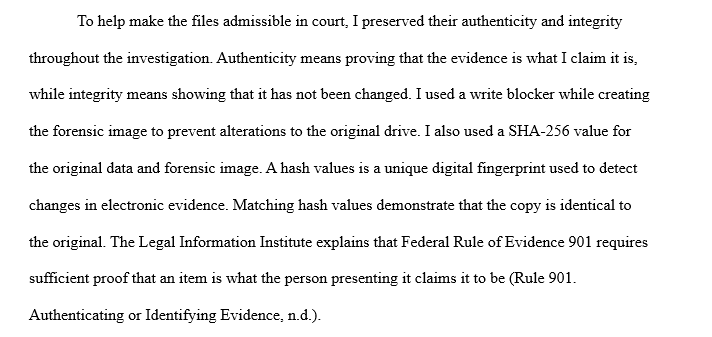 To help make the files admissible in court, I preserved their authenticity and integrity
throughout the investigation. Authenticity means proving that the evidence is what I claim it is,
while integrity means showing that it has not been changed. I used a write blocker while creating
the forensic image to prevent alterations to the original drive. I also used a SHA-256 value for
the original data and forensic image. A hash values is a unique digital fingerprint used to detect
changes in electronic evidence. Matching hash values demonstrate that the copy is identical to
the original. The Legal Information Institute explains that Federal Rule of Evidence 901 requires
sufficient proof that an item is what the person presenting it claims it to be (Rule 901.
Authenticating or Identifying Evidence, n.d.).